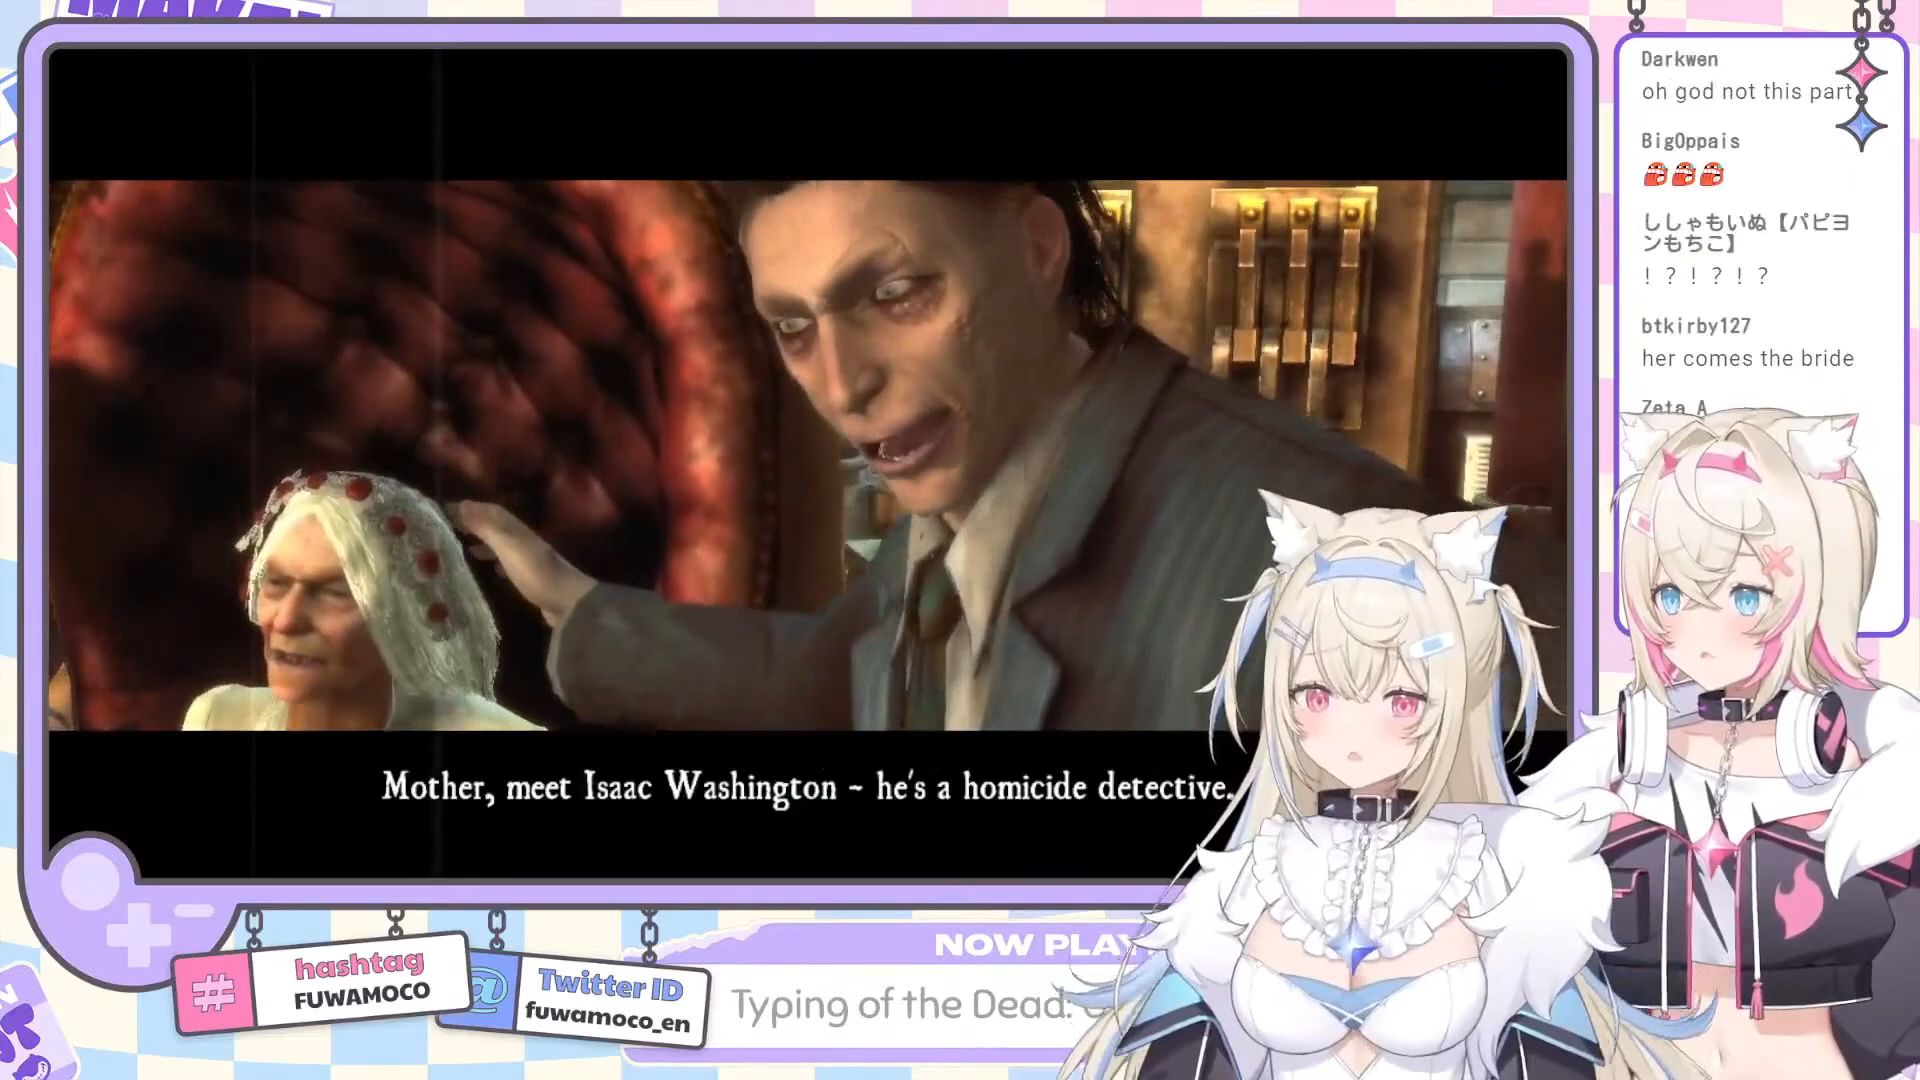 Darkwen
oh god not this part
BigOppais
ししゃもいぬ【パピヨ
ンもちこ】
！？！？！？
btkirby127
her comes the bride
Zeta A
Mother, meet Isaac Washington - he's a homicide detective.
NOW PLAY
#
hashtag
FUWAMOCO
@
Twitter ID
fuwamoco_en
Typing of the Dead: